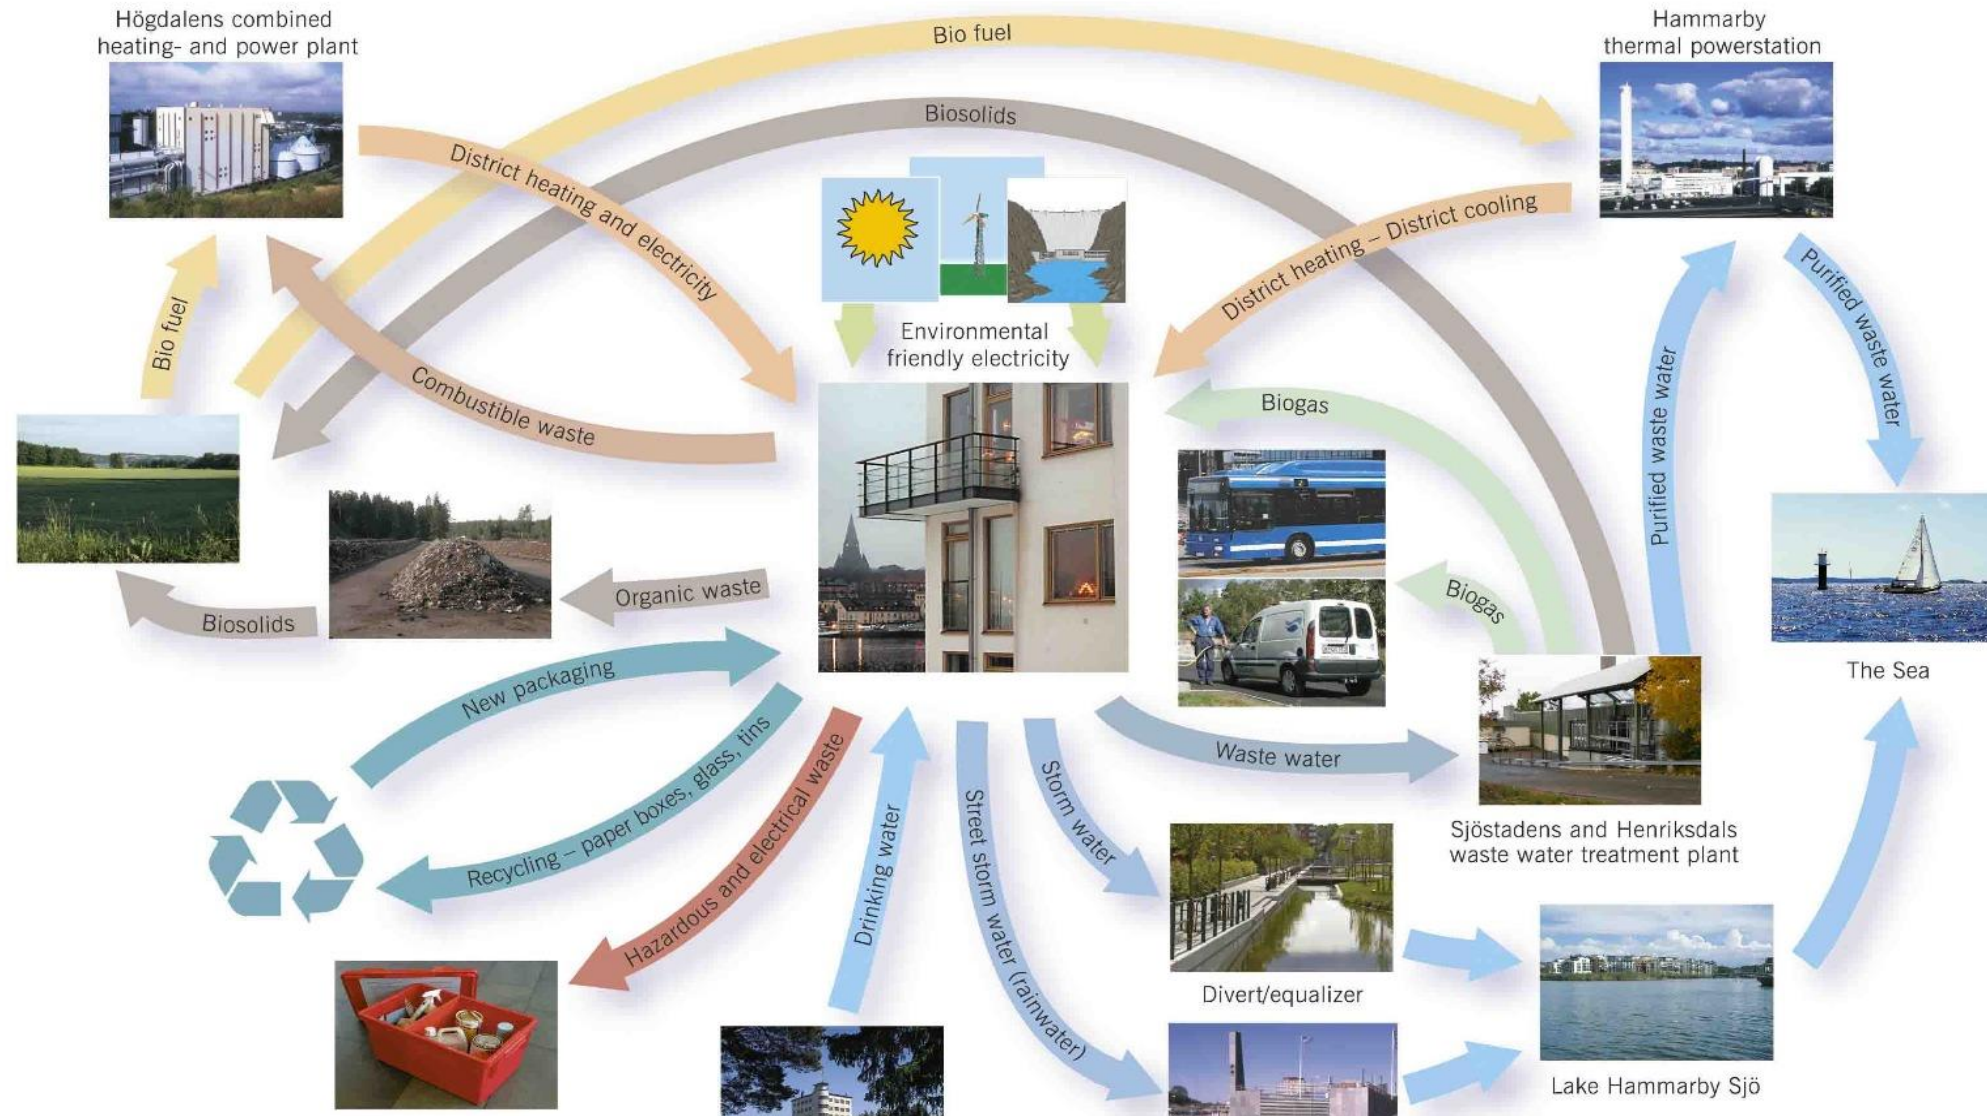 Högdalens combined
heating- and power plant
Bio fuel
Hammarby
thermal powerstation
Biosolids
District heating and electricity
District heating – District cooling
Purified waste water
Bio fuel
Environmental
friendly electricity
Combustible waste
Biogas
Purified waste water
Organic waste
Biogas
Biosolids
New packaging
The Sea
Waste water
Recycling – paper boxes, glass, tins
Hazardous and electrical waste
Drinking water
Street storm water (rainwater)
Storm water
Sjöstadens and Henriksdals
waste water treatment plant
Divert/equalizer
Lake Hammarby Sjö